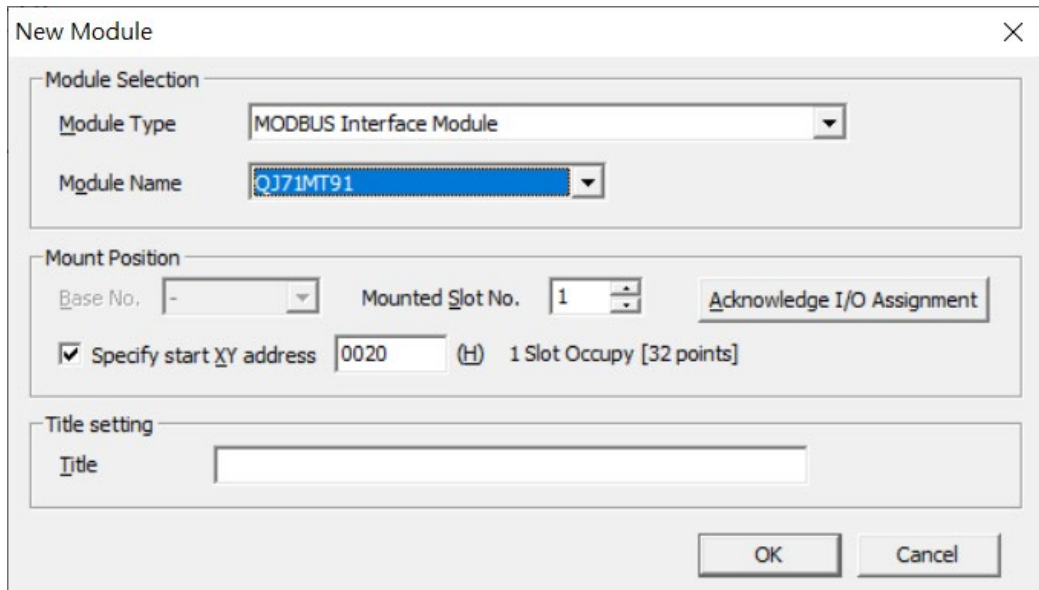 New Module
Module Selection
Module Type MODBUS Interface Module
Module Name QJ71MT91
Mount Position
Base No. - Mounted Slot No. 1 Acknowledge I/O Assignment
Specify start XY address 0020 (H) 1 Slot Occupy [32 points]
Title setting
Title
OK Cancel